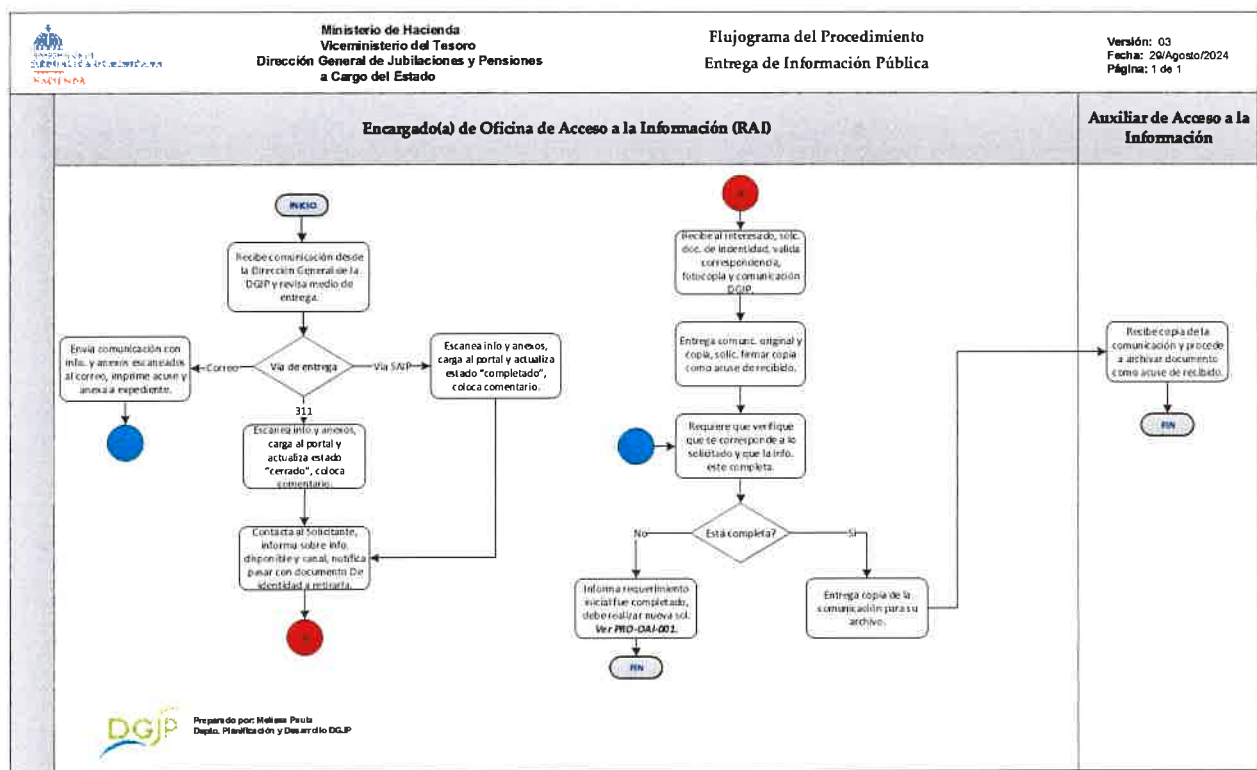 HACIENDA
Ministerio de Hacienda
Viceministerio del Tesoro
Dirección General de Jubilaciones y Pensiones
a Cargo del Estado
Flujograma del Procedimiento
Entrega de Información Pública
Versión: 03
Fecha: 29/Agosto/2024
Página: 1 de 1
Encargado(a) de Oficina de Acceso a la Información (RAI)
Auxiliar de Acceso a la
Información
INICIO
Recibe comunicación desde
la Dirección General de la
DGJP y revisa medio de
entrega.
Vía de entrega
Correo
Envía comunicación con
info. y anexos escaneados
al correo, imprime acuse y
anexa a expediente.
Vía SAIP
Escanea info y anexos,
carga al portal y actualiza
estado "completado",
coloca comentario.
311
Escanea info y anexos,
carga al portal y
actualiza estado
"cerrado", coloca
comentario.
Contacta al Solicitante,
informa sobre info.
disponible y canal, notifica
pasar con documento De
identidad a retirarla.
Recibe al interesado, solic.
doc. de indentidad, valida
correspondencia,
fotocopia y comunicación
DGJP.
Entrega comunc. original y
copia, solic. firmar copia
como acuse de recibido.
Requiere que verifique
que se corresponde a lo
solicitado y que la info.
este completa.
Está completa?
No
Si
Informa requerimiento
inicial fue completado,
debe realizar nueva sol.
Ver PRO-OAI-001.
FIN
Entrega copia de la
comunicación para su
archivo.
Recibe copia de la
comunicación y procede
a archivar documento
como acuse de recibido.
FIN
DGJP
Preparado por: Melissa Paula
Depto. Planificación y Desarrollo DGJP